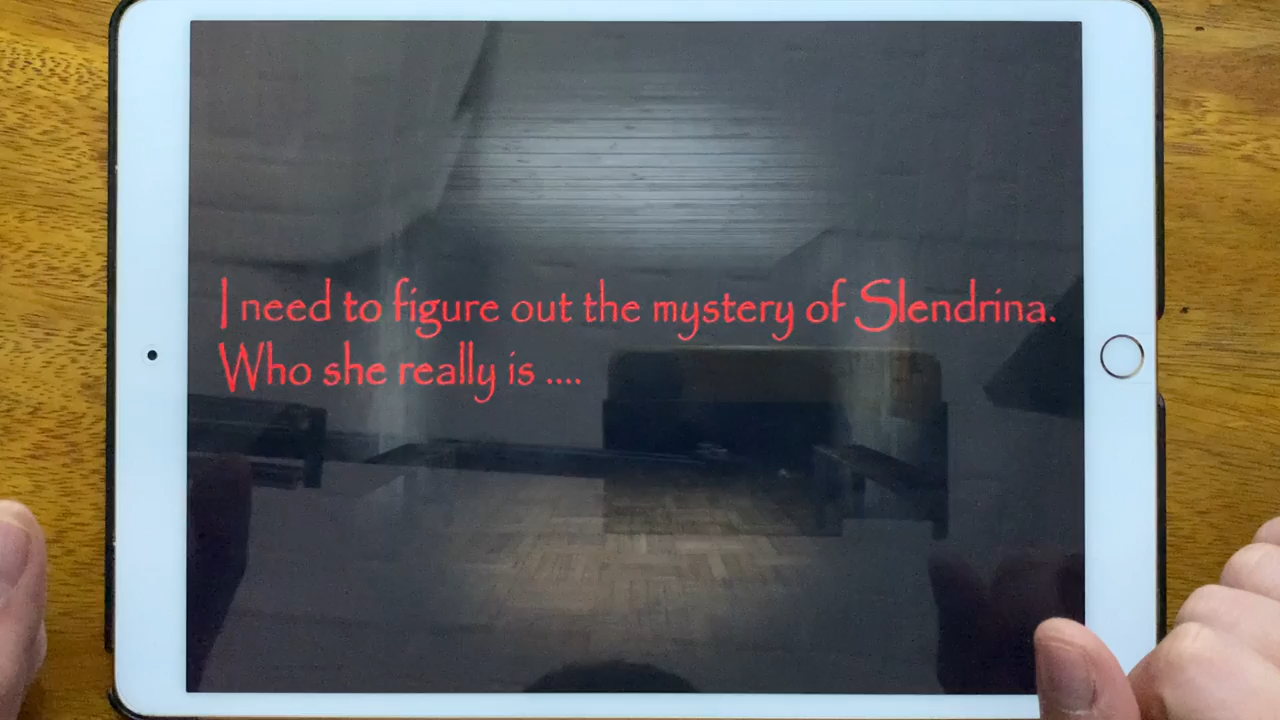 I need to figure out the mystery of Slendrina.
Who she really is ....